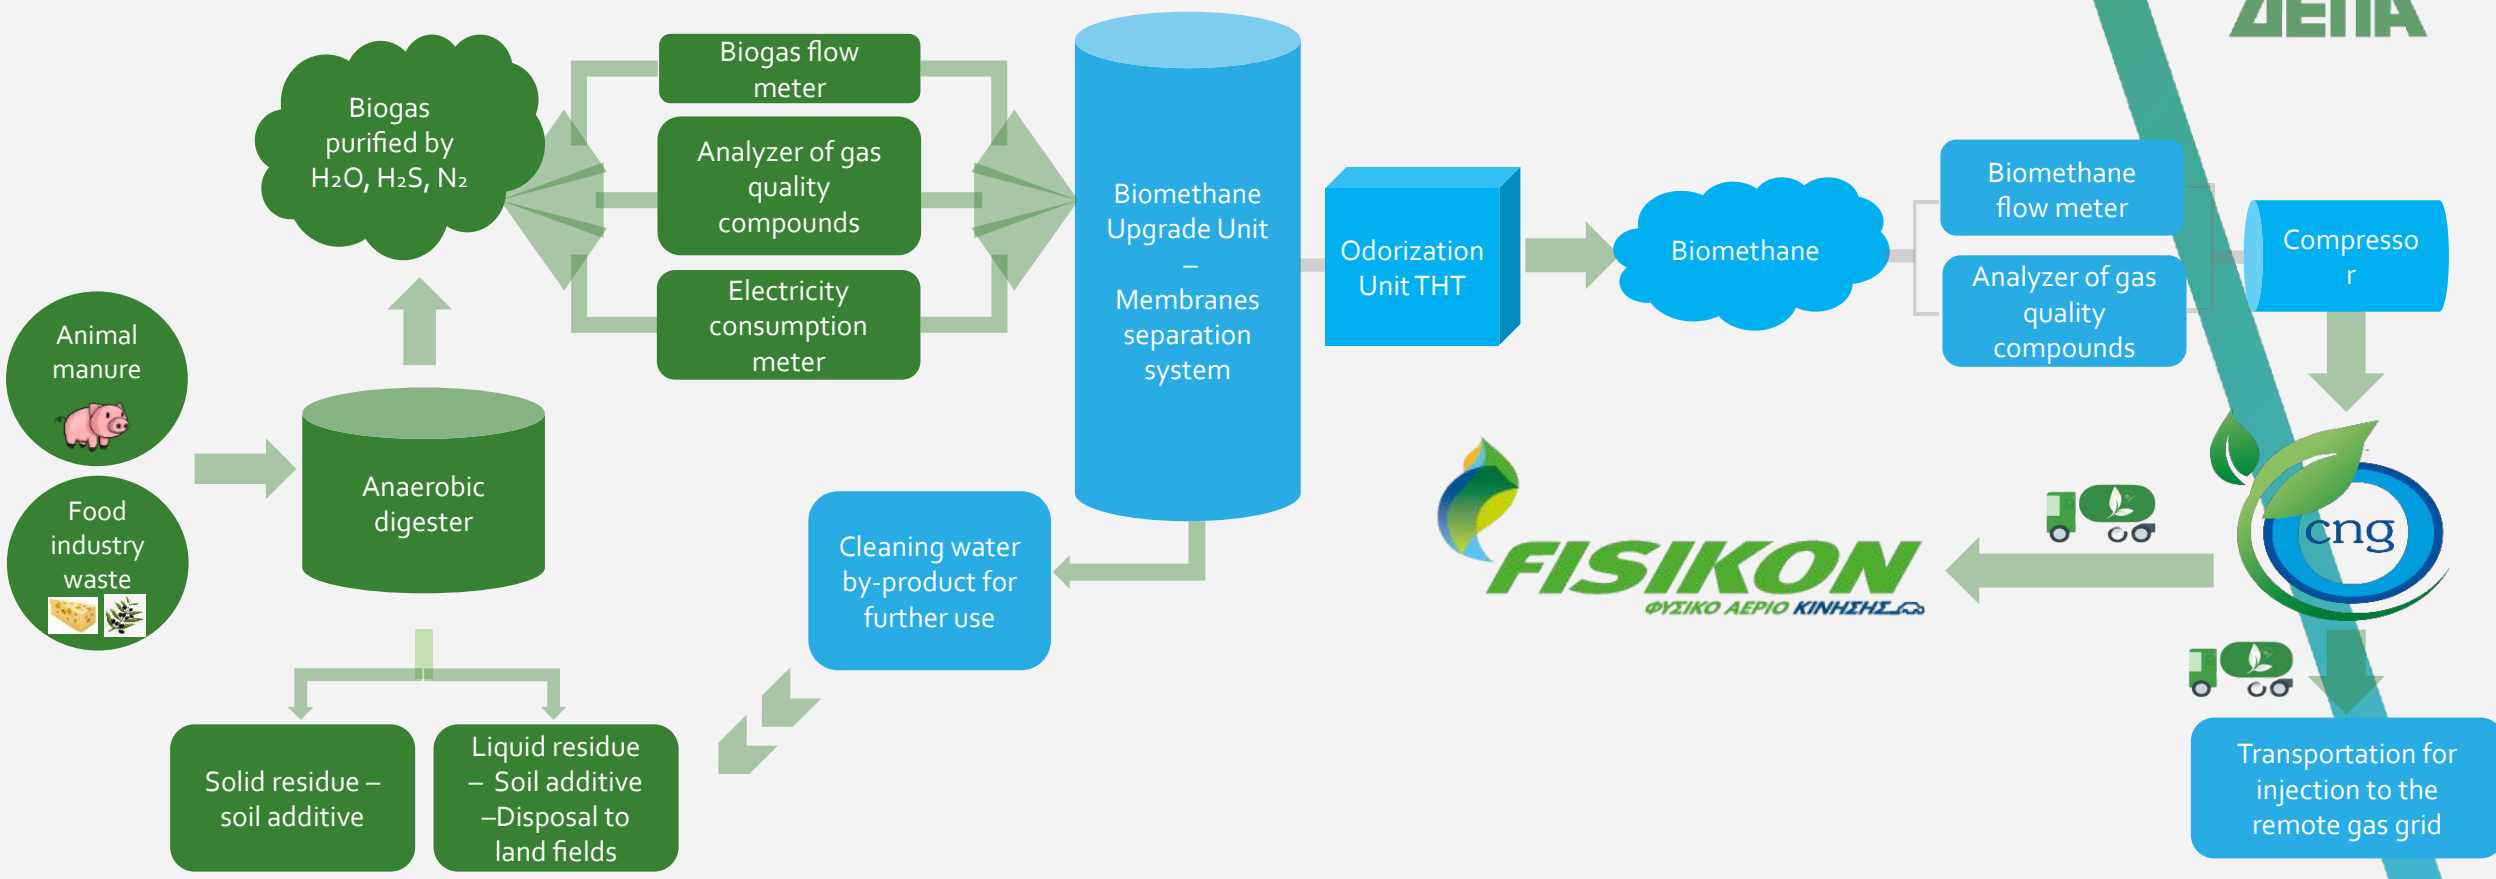 ΔΕΠΑ
Biogas
purified by
H₂O, H₂S, N₂
Biogas flow
meter
Analyzer of gas
quality
compounds
Electricity
consumption
meter
Biomethane
Upgrade Unit
–
Membranes
separation
system
Odorization
Unit THT
Biomethane
Biomethane
flow meter
Analyzer of gas
quality
compounds
Compresso
r
Animal
manure
Food
industry
waste
Anaerobic
digester
Cleaning water
by-product for
further use
FISIKON
ΦΥΣΙΚΟ ΑΕΡΙΟ ΚΙΝΗΣΗΣ
cng
Solid residue –
soil additive
Liquid residue
– Soil additive
–Disposal to
land fields
Transportation for
injection to the
remote gas grid